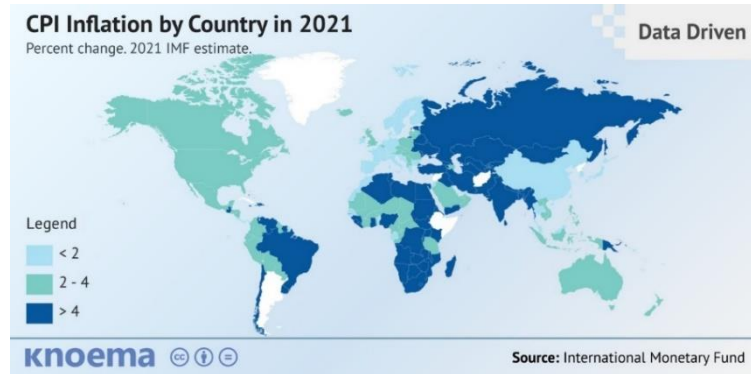 CPI Inflation by Country in 2021
Percent change. 2021 IMF estimate.
Data Driven
Legend
< 2
2 - 4
> 4
knoema
cc
Source: International Monetary Fund